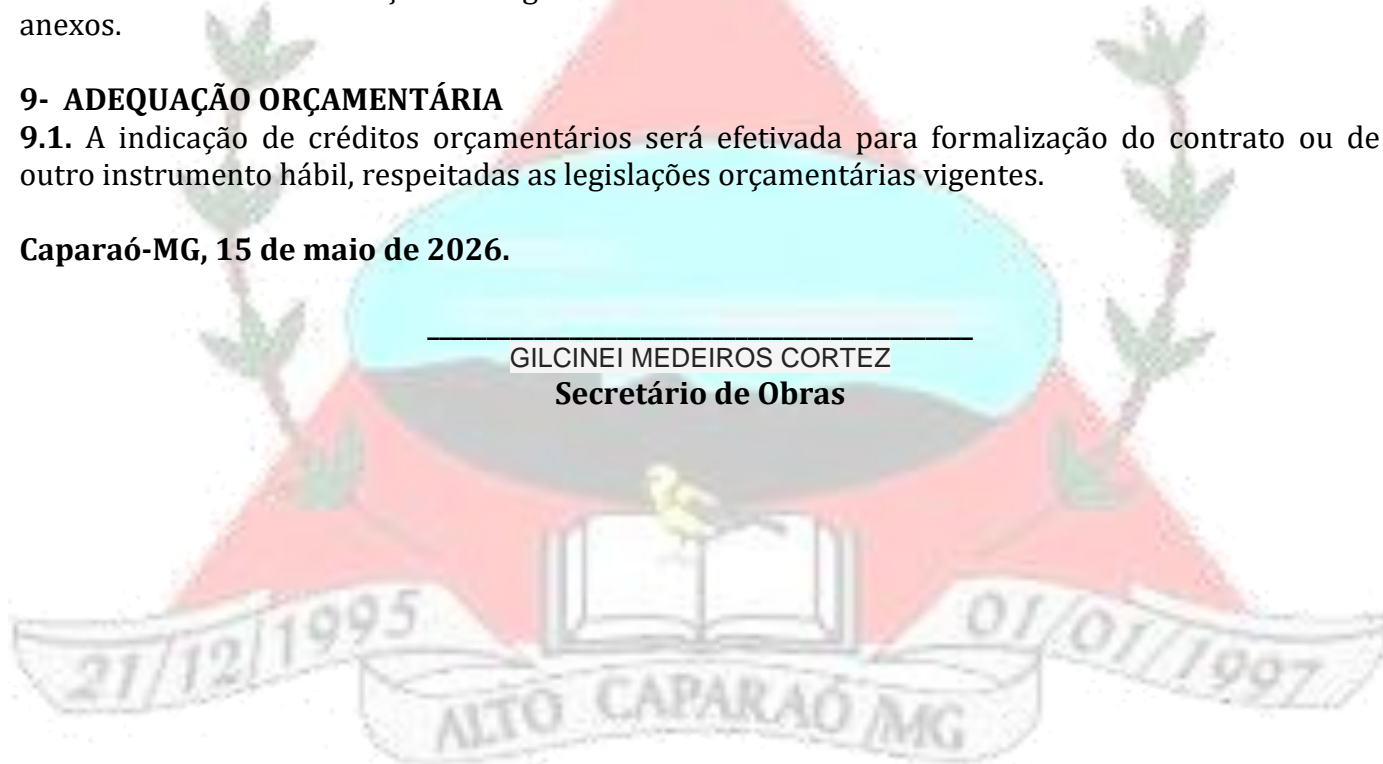 anexos.
9- ADEQUAÇÃO ORÇAMENTÁRIA
9.1. A indicação de créditos orçamentários será efetivada para formalização do contrato ou de
outro instrumento hábil, respeitadas as legislações orçamentárias vigentes.
Caparaó-MG, 15 de maio de 2026.
GILCINEI MEDEIROS CORTEZ
Secretário de Obras
21/12/1995
01/01/1997
ALTO CAPARAÓ MG